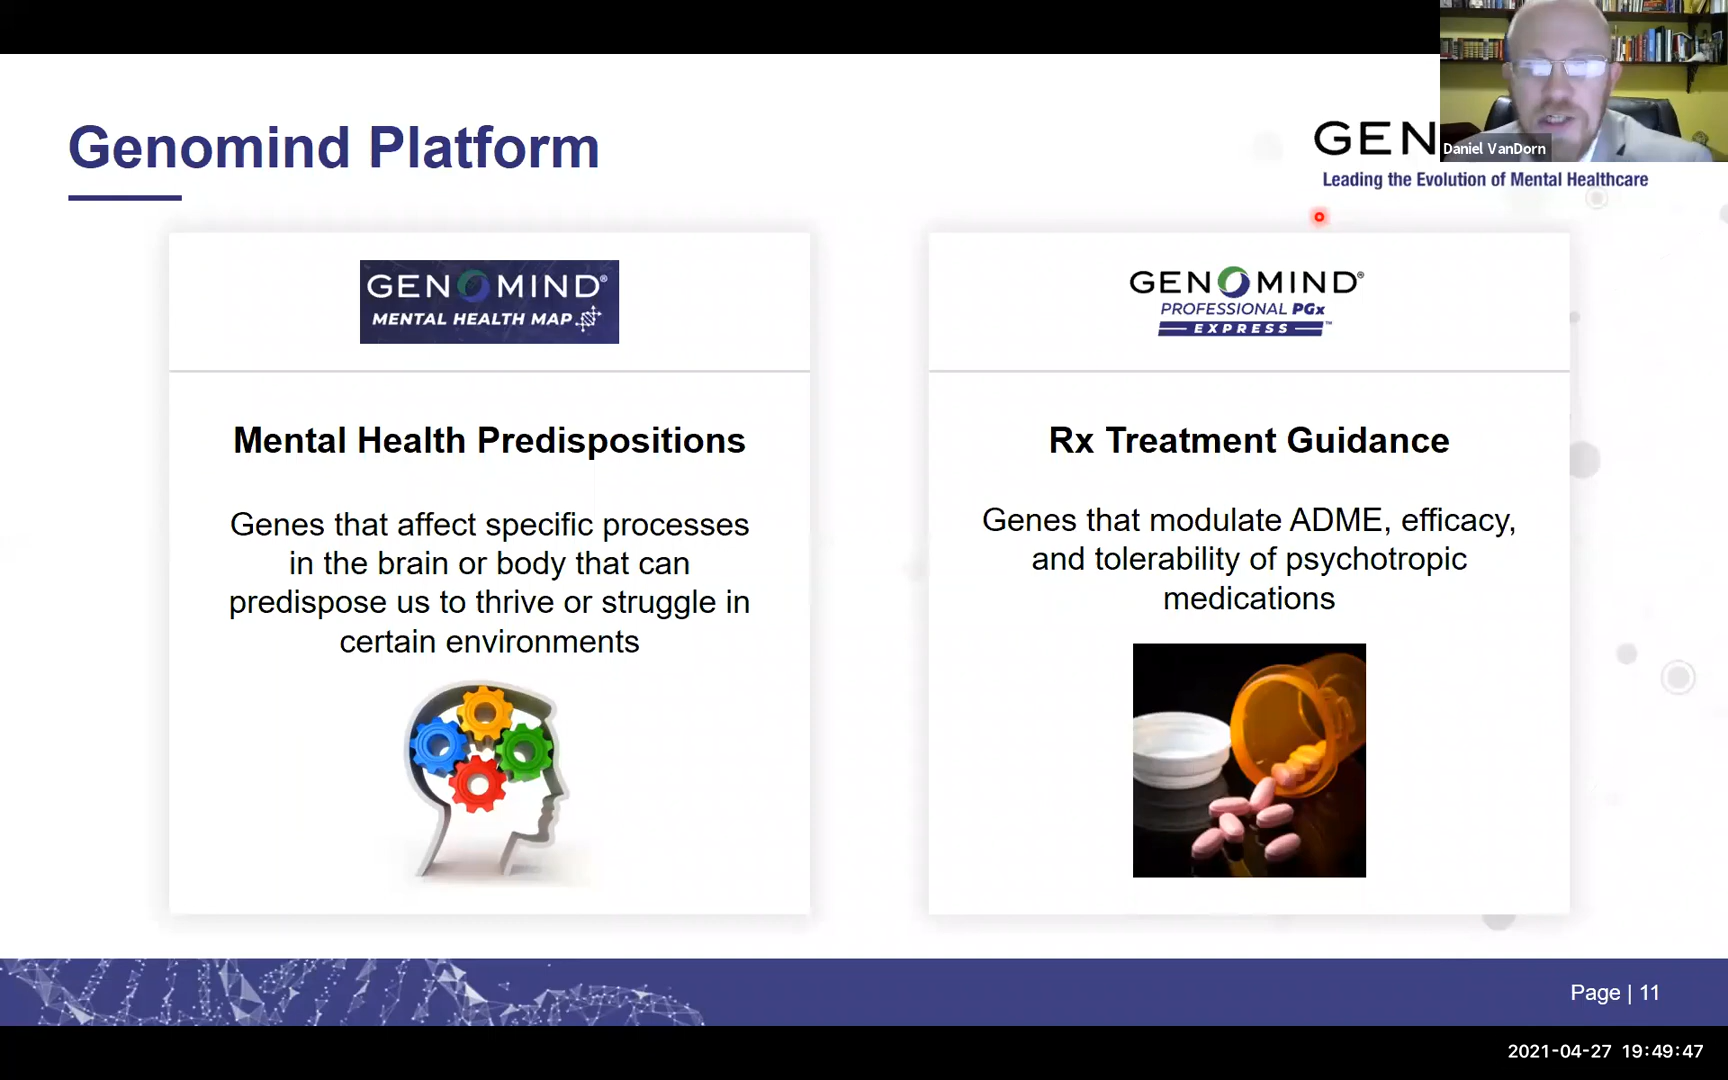 Genomind Platform
GEN
Daniel VanDorn
Leading the Evolution of Mental Healthcare
GENOMIND®
MENTAL HEALTH MAP
Mental Health Predispositions
Genes that affect specific processes
in the brain or body that can
predispose us to thrive or struggle in
certain environments
GENOMIND®
PROFESSIONAL PGx
EXPRESS™
Rx Treatment Guidance
Genes that modulate ADME, efficacy,
and tolerability of psychotropic
medications
Page | 11
2021-04-27 19:49:47